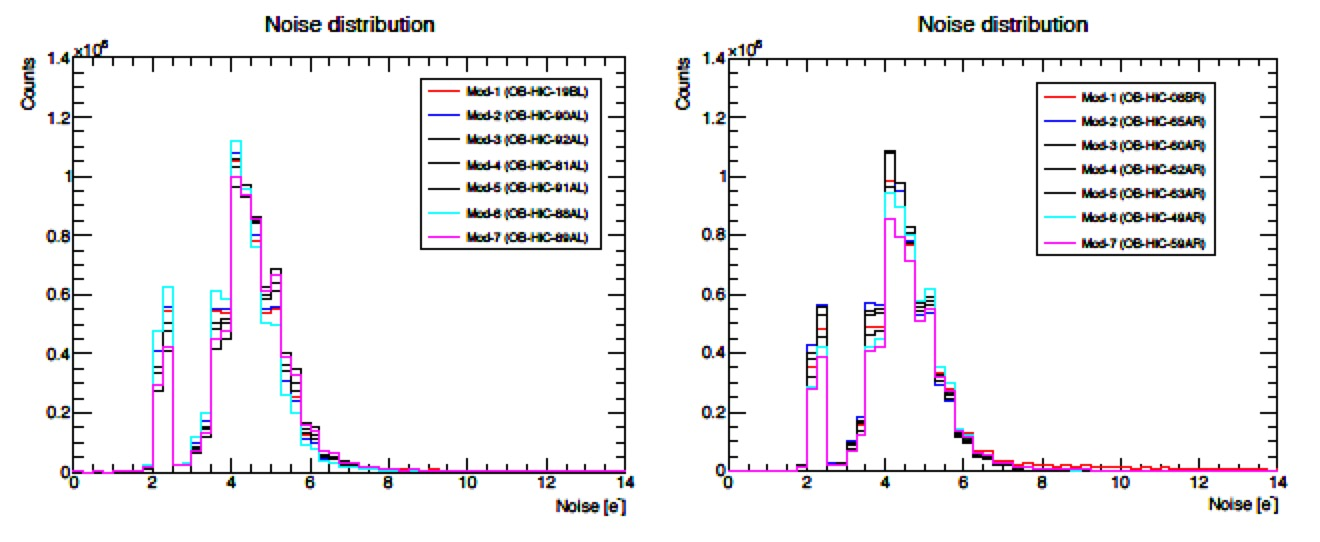 Noise distribution
×10⁶
Counts
1.4
1.2
1
0.8
0.6
0.4
0.2
0
Mod-1 (OB-HIC-19BL)
Mod-2 (OB-HIC-90AL)
Mod-3 (OB-HIC-92AL)
Mod-4 (OB-HIC-81AL)
Mod-5 (OB-HIC-91AL)
Mod-6 (OB-HIC-88AL)
Mod-7 (OB-HIC-89AL)
0 2 4 6 8 10 12 14
Noise [e⁻]
Noise distribution
×10⁶
Counts
1.4
1.2
1
0.8
0.6
0.4
0.2
0
Mod-1 (OB-HIC-08BR)
Mod-2 (OB-HIC-65AR)
Mod-3 (OB-HIC-60AR)
Mod-4 (OB-HIC-62AR)
Mod-5 (OB-HIC-63AR)
Mod-6 (OB-HIC-49AR)
Mod-7 (OB-HIC-59AR)
0 2 4 6 8 10 12 14
Noise [e⁻]